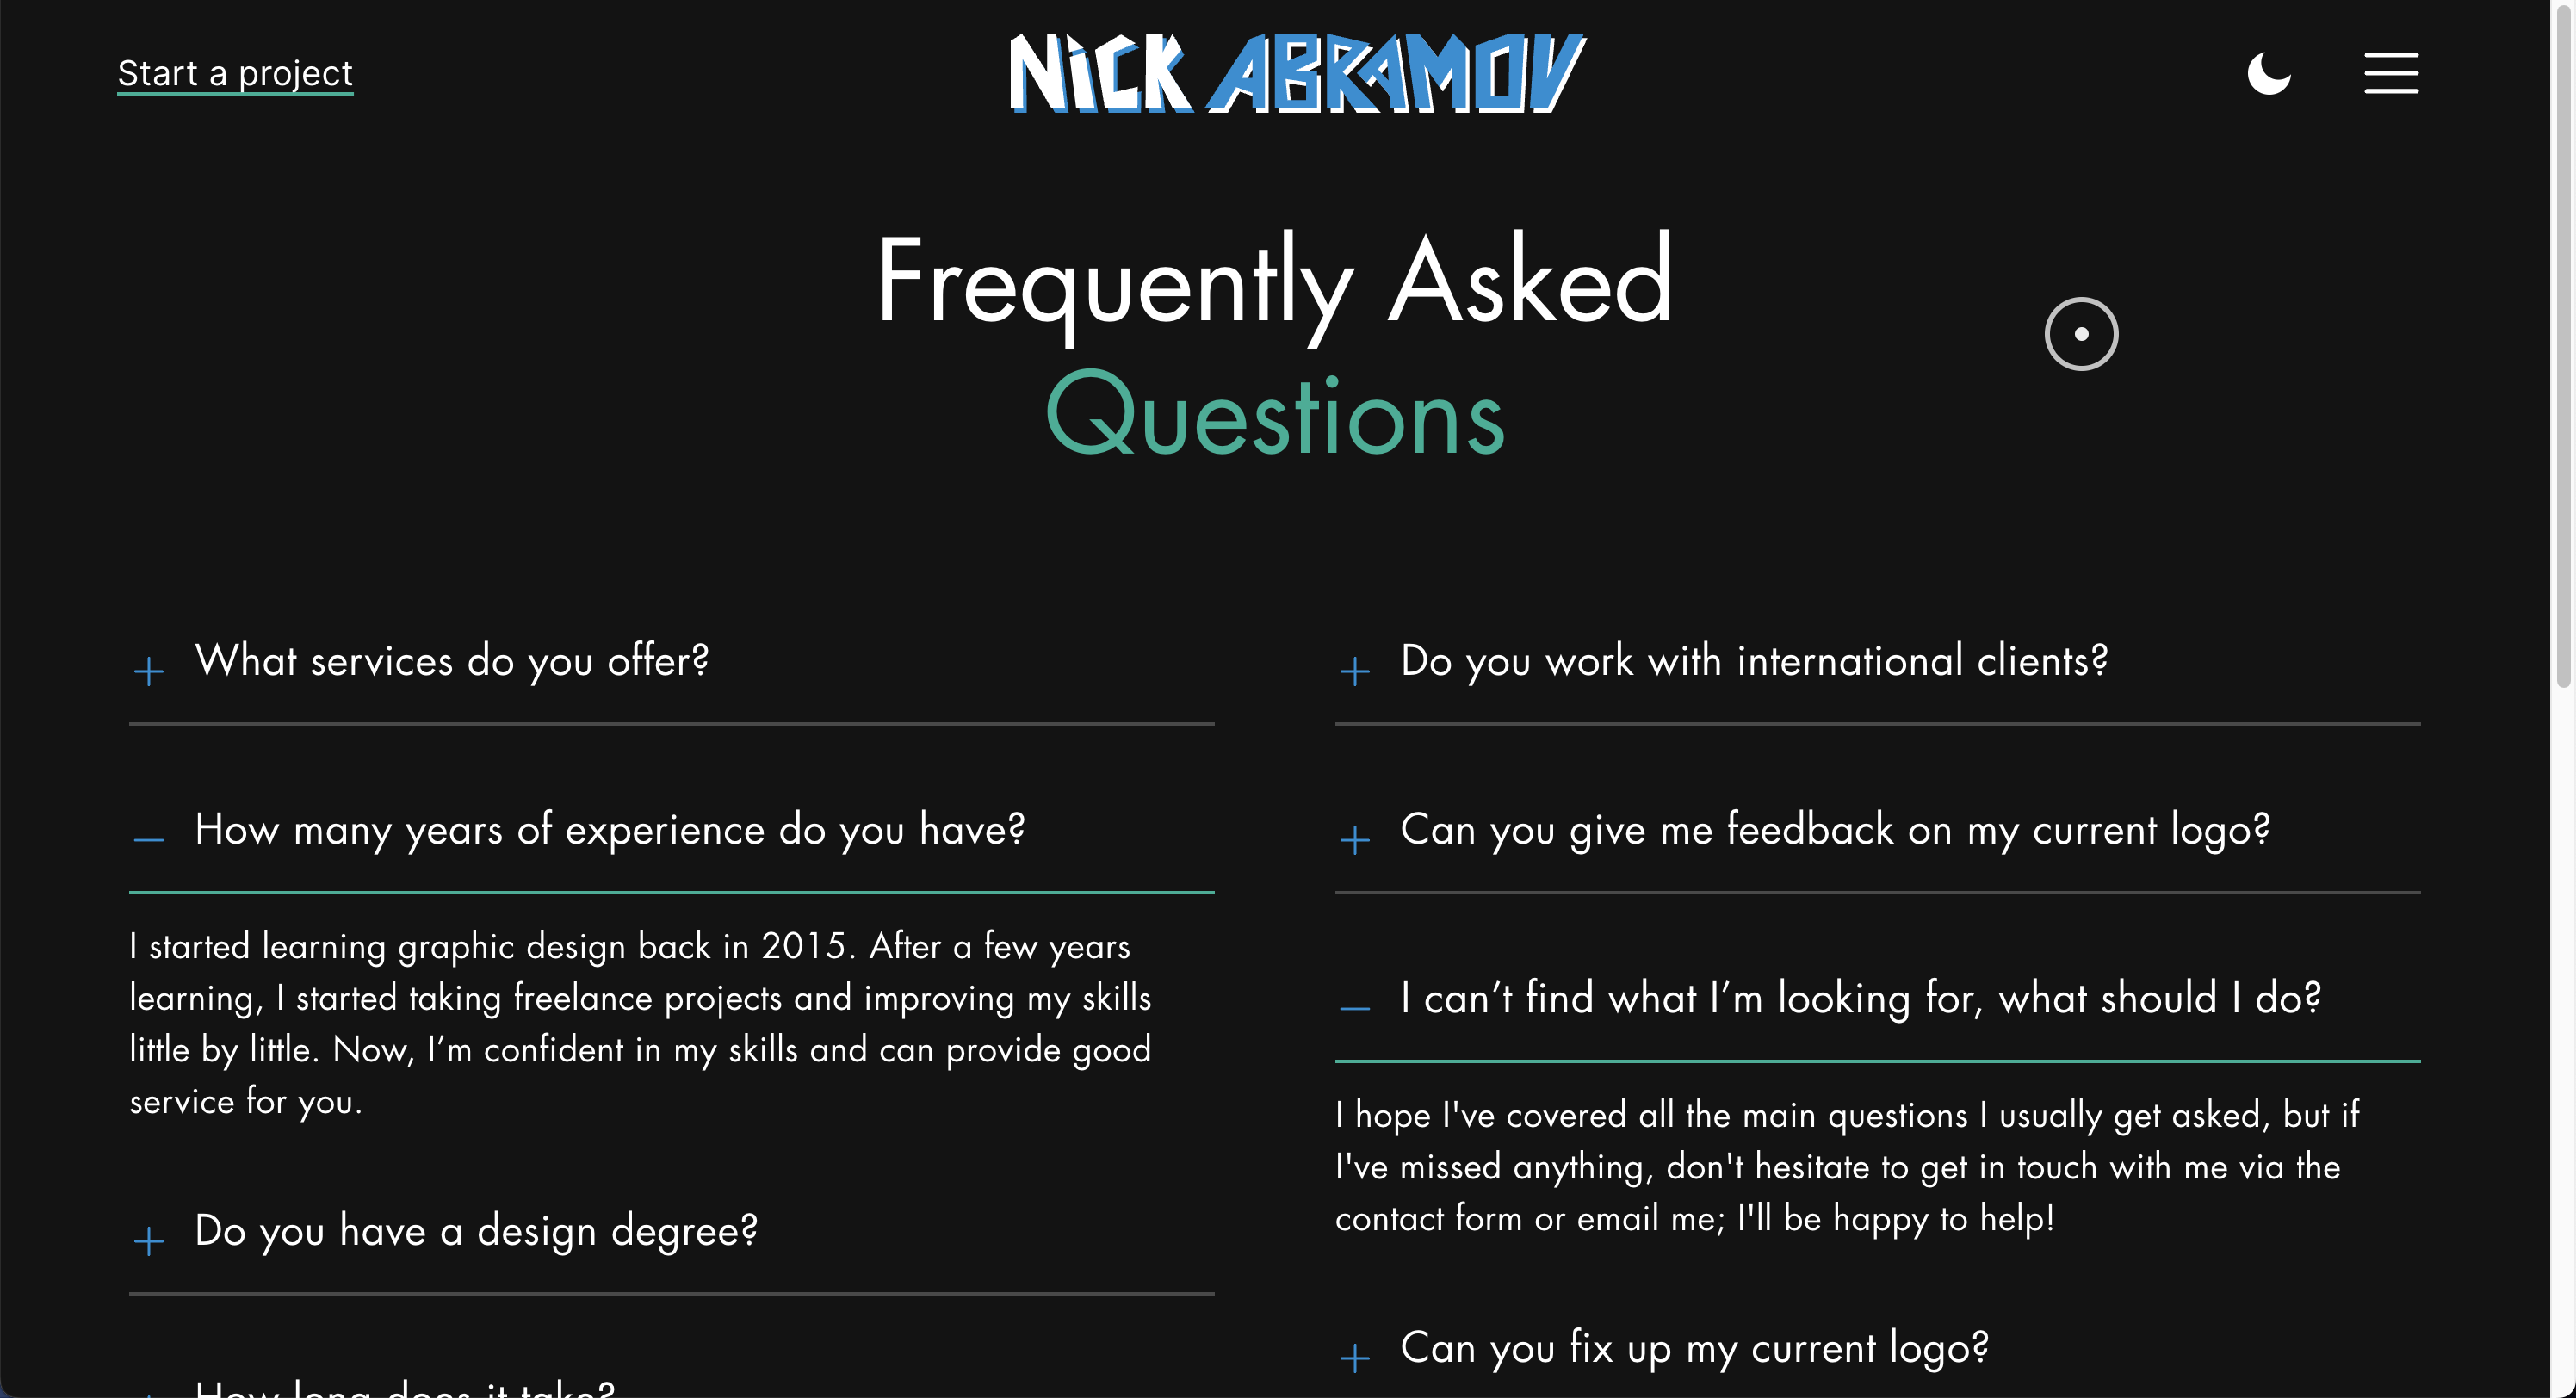 Start a project
NiCK ABRAMOV
Frequently Asked
Questions
What services do you offer?
How many years of experience do you have?
I started learning graphic design back in 2015. After a few years
learning, I started taking freelance projects and improving my skills
little by little. Now, I’m confident in my skills and can provide good
service for you.
Do you have a design degree?
How long does it take?
Do you work with international clients?
Can you give me feedback on my current logo?
I can’t find what I’m looking for, what should I do?
I hope I've covered all the main questions I usually get asked, but if
I've missed anything, don't hesitate to get in touch with me via the
contact form or email me; I'll be happy to help!
Can you fix up my current logo?